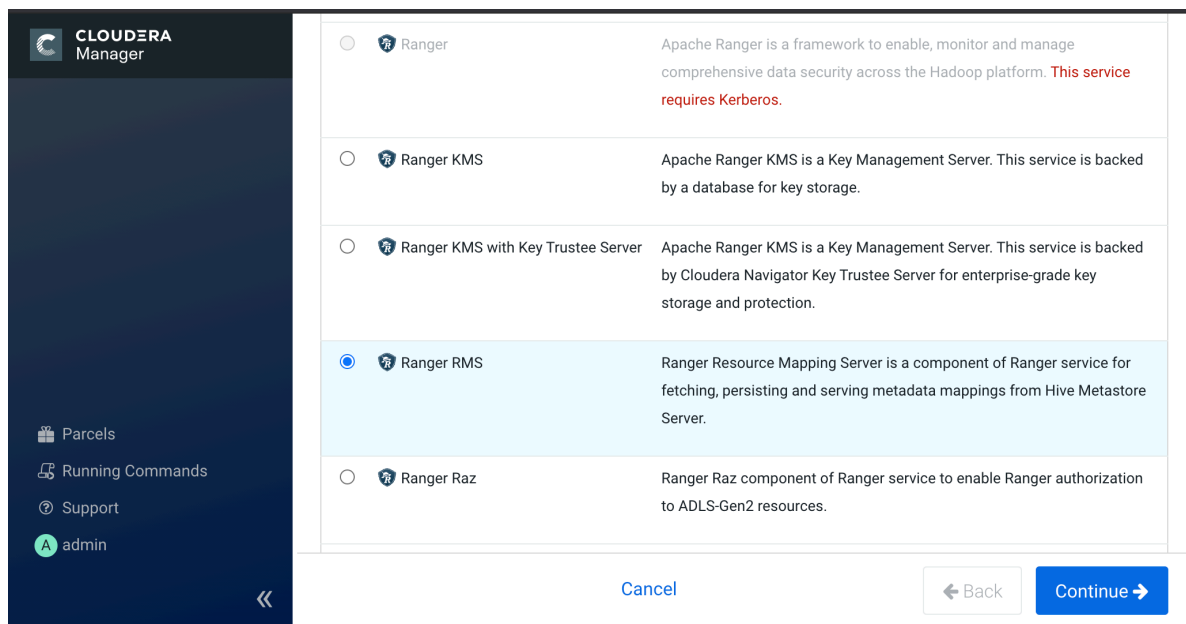 CLOUDERA
Manager
Parcels
Running Commands
Support
A admin
Ranger
Apache Ranger is a framework to enable, monitor and manage
comprehensive data security across the Hadoop platform. This service
requires Kerberos.
Ranger KMS
Apache Ranger KMS is a Key Management Server. This service is backed
by a database for key storage.
Ranger KMS with Key Trustee Server
Apache Ranger KMS is a Key Management Server. This service is backed
by Cloudera Navigator Key Trustee Server for enterprise-grade key
storage and protection.
Ranger RMS
Ranger Resource Mapping Server is a component of Ranger service for
fetching, persisting and serving metadata mappings from Hive Metastore
Server.
Ranger Raz
Ranger Raz component of Ranger service to enable Ranger authorization
to ADLS-Gen2 resources.
Cancel
Back
Continue